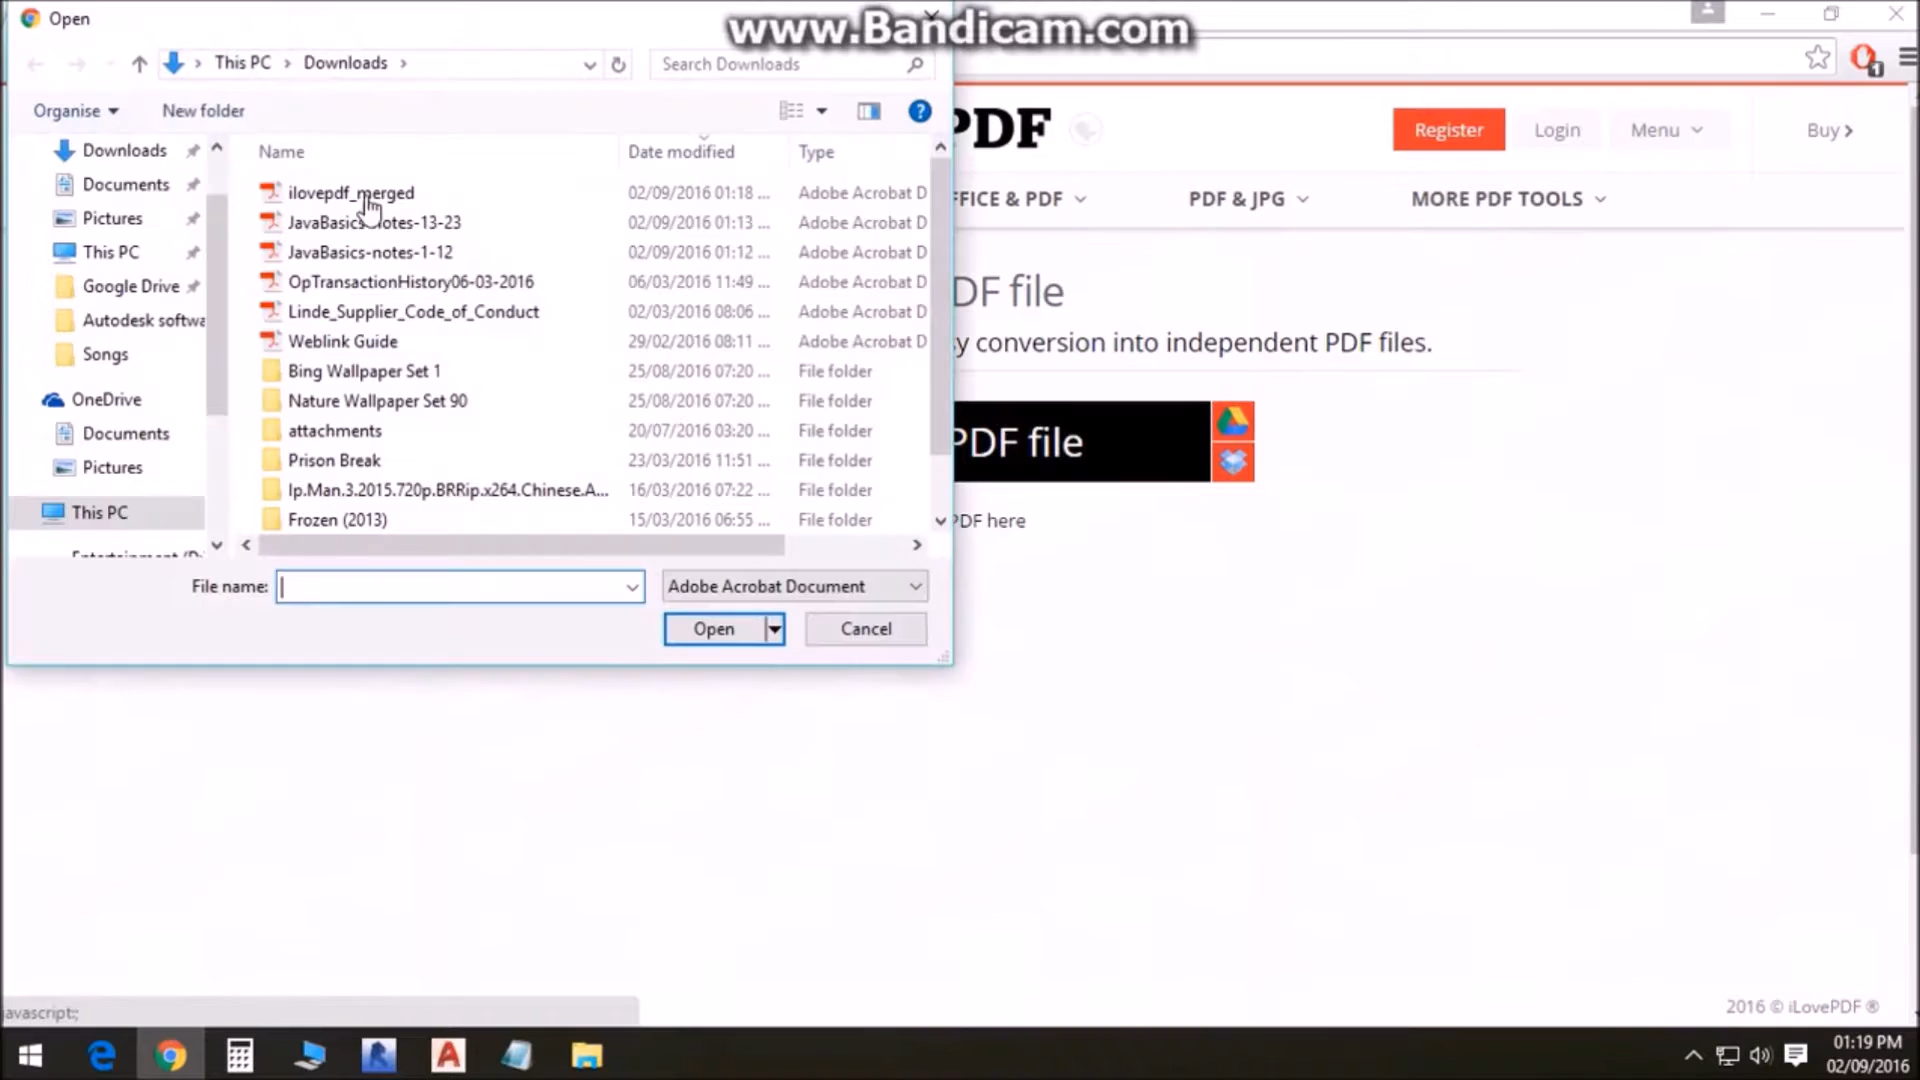 Open
www.Bandicam.com
This PC > Downloads >
Search Downloads
Organise
New folder
Name
Date modified
Type
Downloads
Documents
Pictures
This PC
Google Drive
Autodesk softwa
Songs
OneDrive
Documents
Pictures
This PC
ilovepdf_merged 02/09/2016 01:18 ... Adobe Acrobat D
JavaBasics-notes-13-23 02/09/2016 01:13 ... Adobe Acrobat D
JavaBasics-notes-1-12 02/09/2016 01:12 ... Adobe Acrobat D
OpTransactionHistory06-03-2016 06/03/2016 11:49 ... Adobe Acrobat D
Linde_Supplier_Code_of_Conduct 02/03/2016 08:06 ... Adobe Acrobat D
Weblink Guide 29/02/2016 08:11 ... Adobe Acrobat D
Bing Wallpaper Set 1 25/08/2016 07:20 ... File folder
Nature Wallpaper Set 90 25/08/2016 07:20 ... File folder
attachments 20/07/2016 03:20 ... File folder
Prison Break 23/03/2016 11:51 ... File folder
Ip.Man.3.2015.720p.BRRip.x264.Chinese.A... 16/03/2016 07:22 ... File folder
Frozen (2013) 15/03/2016 06:55 ... File folder
File name:
Adobe Acrobat Document
Open
Cancel
PDF
Register
Login
Menu
Buy >
FFICE & PDF
PDF & JPG
MORE PDF TOOLS
DF file
y conversion into independent PDF files.
PDF file
PDF here
2016 © iLovePDF ®
avascript:;
01:19 PM
02/09/2016